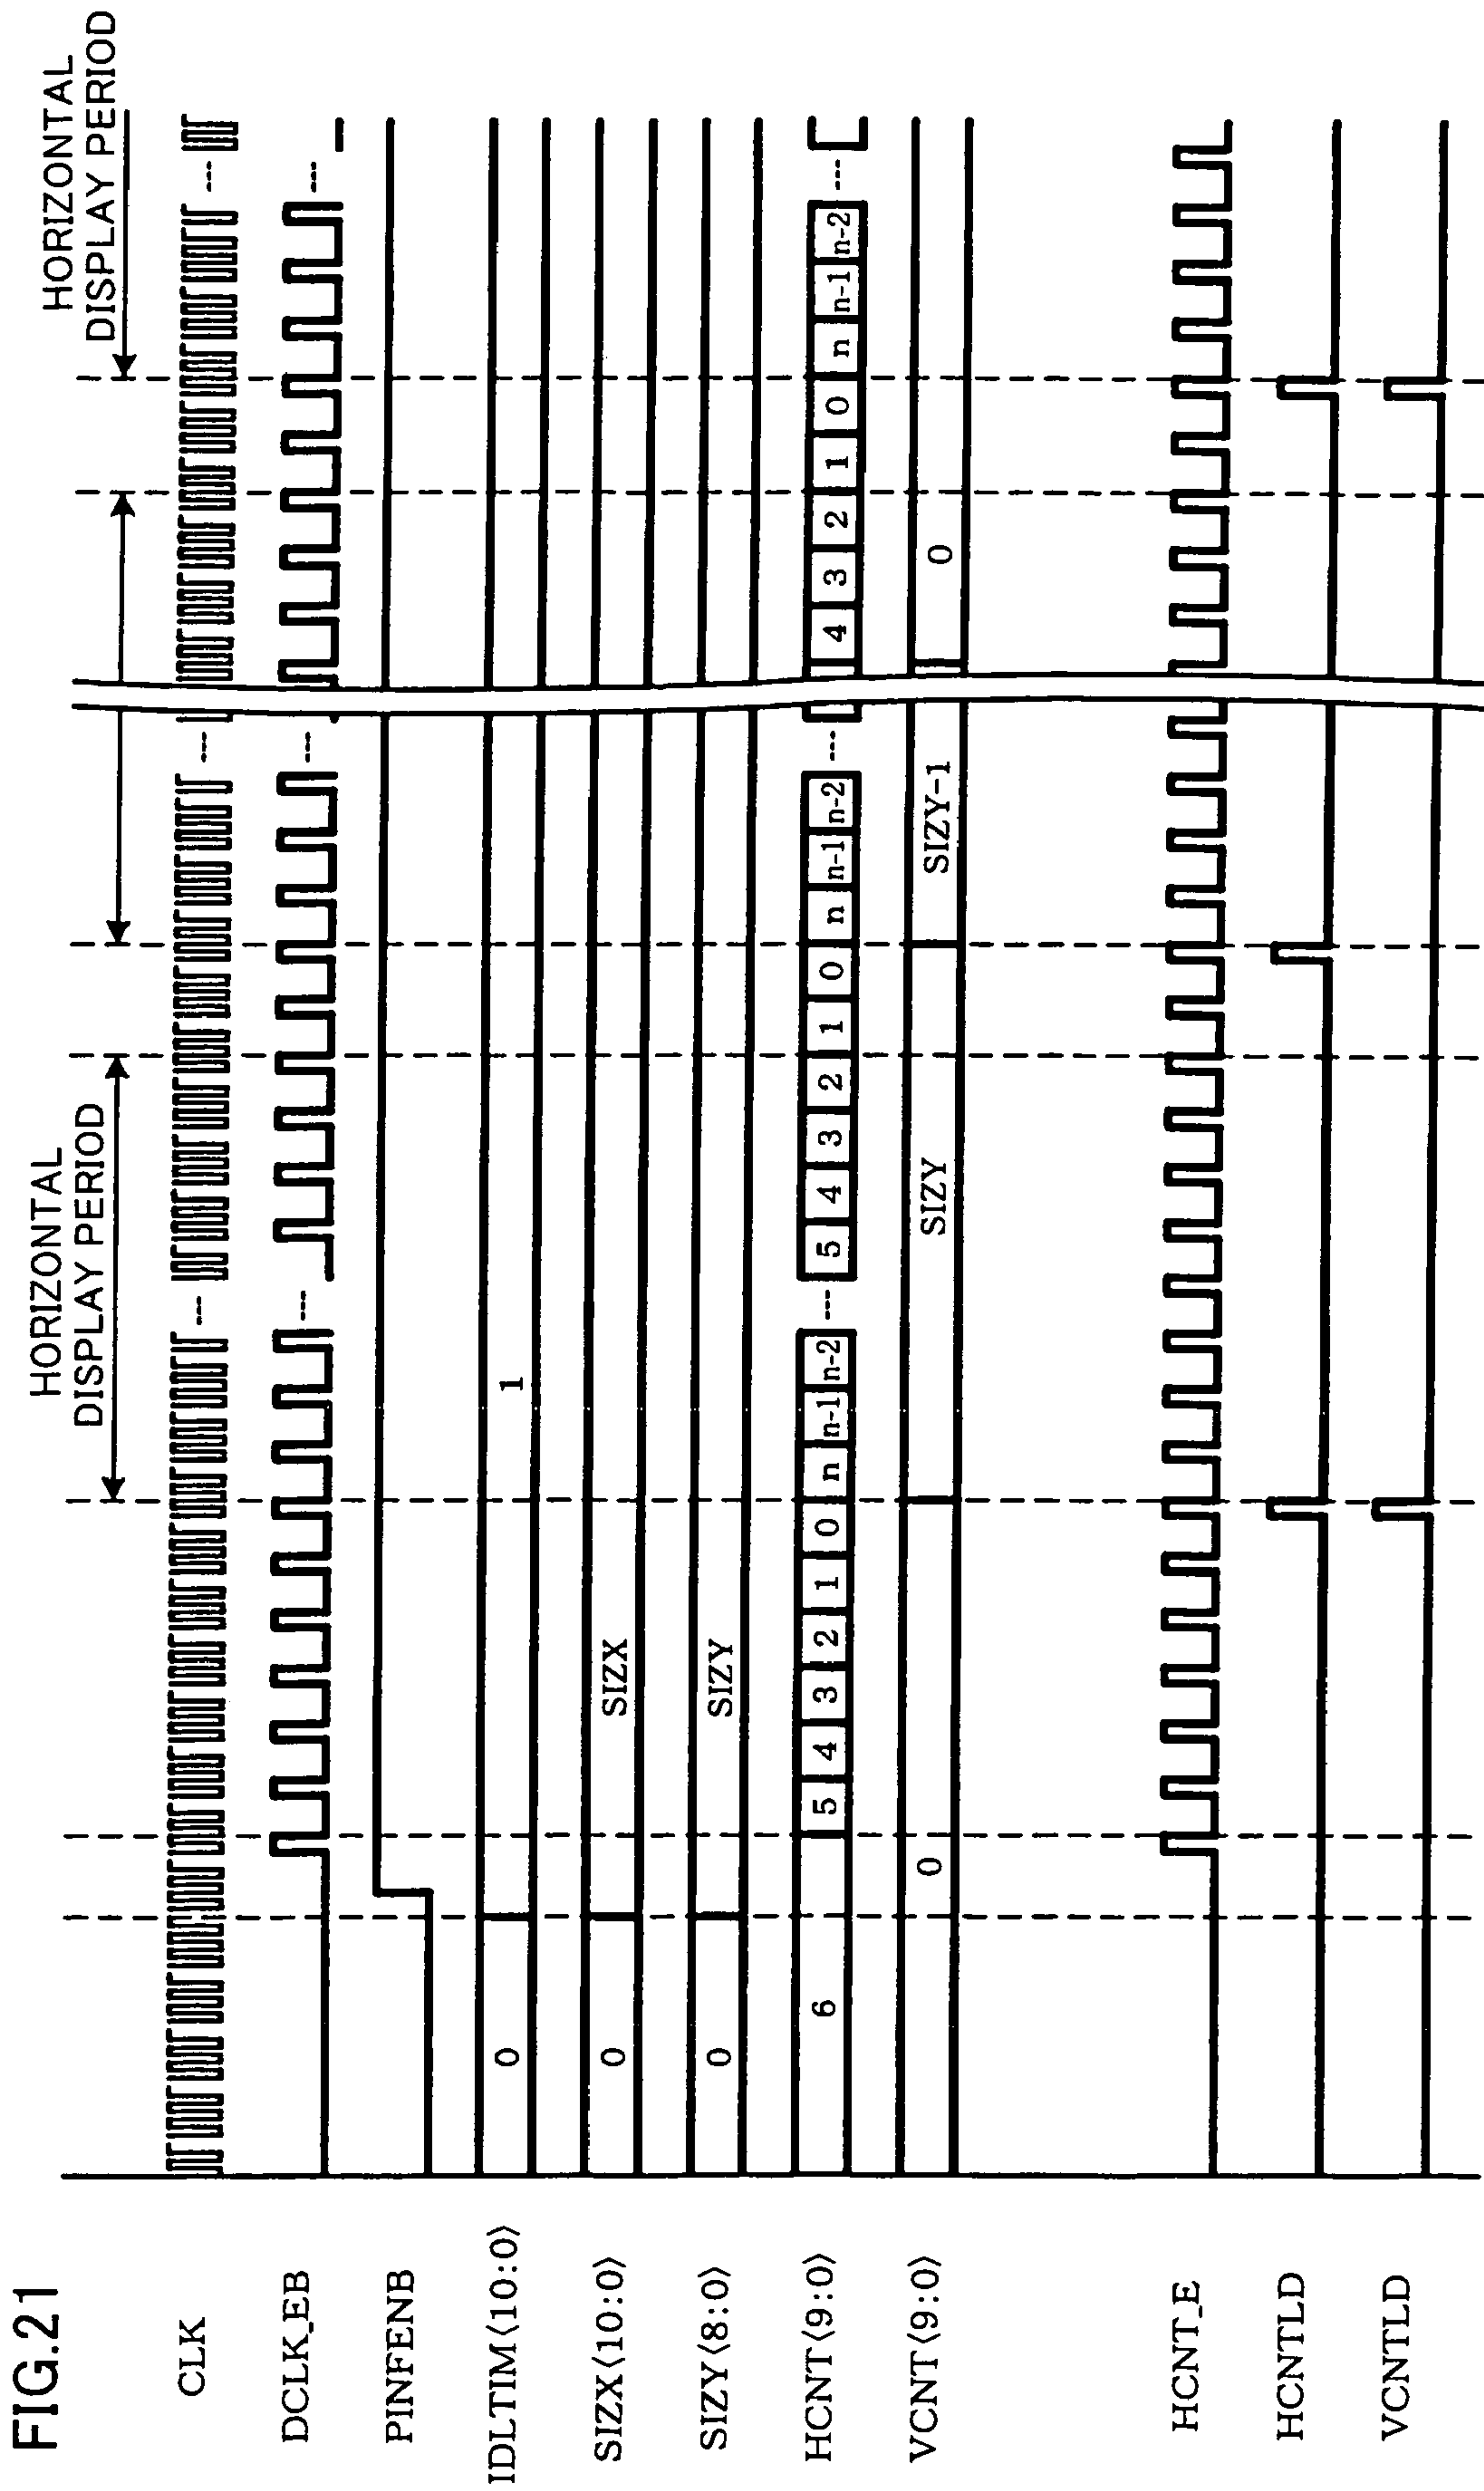 FIG.21
HORIZONTAL
DISPLAY PERIOD
HORIZONTAL
DISPLAY PERIOD
CLK --- --- ---
DCLK_EB --- --- ---
PINFENB
IDLTIM⟨10:0⟩ 0 1
SIZX⟨10:0⟩ 0 SIZX
SIZY⟨8:0⟩ 0 SIZY
HCNT⟨9:0⟩ 6 5 4 3 2 1 0 n n-1 n-2 --- 5 4 3 2 1 0 n n-1 n-2 --- 4 3 2 1 0 n n-1 n-2 ---
VCNT⟨9:0⟩ 0 SIZY SIZY-1 0
HCNT_E
HCNTLD
VCNTLD